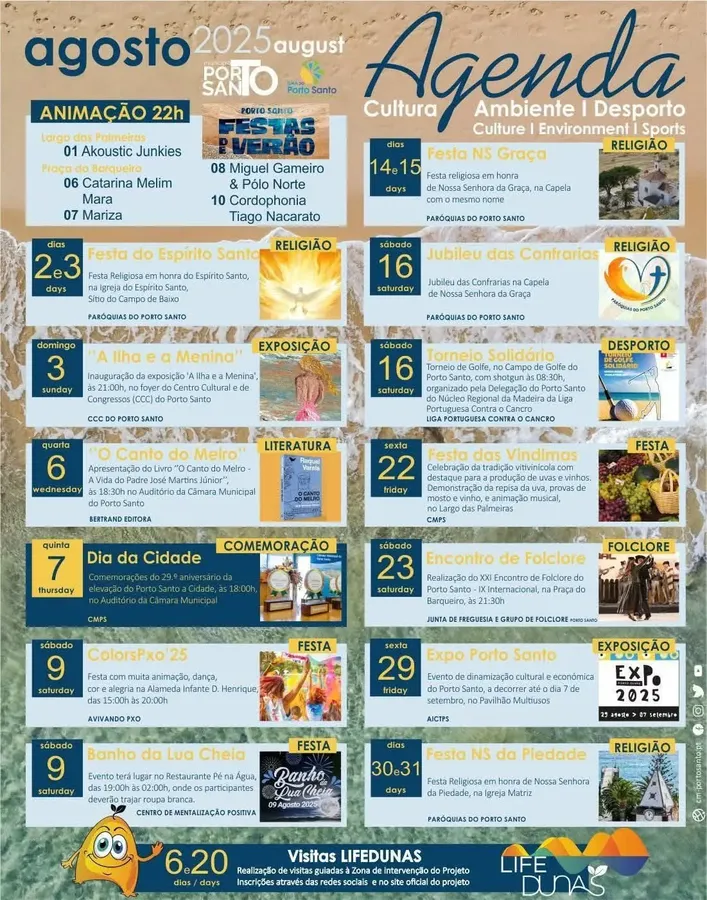 agosto 2025 august
PORTO SANTO
Porto Santo
Agenda
Cultura Ambiente I Desporto
Culture I Environment I Sports
ANIMAÇÃO 22h
Largo das Palmeiras
01 Akoustic Junkies
Praça do Barqueiro
06 Catarina Melim
Mara
07 Mariza
PORTO SANTO
FESTAS
DE VERÃO
08 Miguel Gameiro
& Pólo Norte
10 Cordophonia
Tiago Nacarato
dias
2e3
days
RELIGIÃO
Festa do Espírito Santo
Festa Religiosa em honra do Espírito Santo,
na Igreja do Espírito Santo,
Sítio do Campo de Baixo
PARÓQUIAS DO PORTO SANTO
domingo
3
sunday
EXPOSIÇÃO
"A Ilha e a Menina"
Inauguração da exposição 'A Ilha e a Menina',
às 21:00h, no foyer do Centro Cultural e de
Congressos (CCC) do Porto Santo
CCC DO PORTO SANTO
quarta
6
wednesday
LITERATURA
"O Canto do Melro"
Apresentação do Livro "O Canto do Melro -
A Vida do Padre José Martins Júnior",
às 18:30h no Auditório da Câmara Municipal
do Porto Santo
BERTRAND EDITORA
Raquel
Varela
O CANTO
DO MELRO
quinta
7
thursday
COMEMORAÇÃO
Dia da Cidade
Comemorações do 29.º aniversário da
elevação do Porto Santo a Cidade, às 18:00h,
no Auditório da Câmara Municipal
CMPS
sábado
9
saturday
FESTA
ColorsPxo'25
Festa com muita animação, dança,
cor e alegria na Alameda Infante D. Henrique,
das 15:00h às 20:00h
AVIVANDO PXO
sábado
9
saturday
FESTA
Banho da Lua Cheia
Evento terá lugar no Restaurante Pé na Água,
das 19:00h às 02:00h, onde os participantes
deverão trajar roupa branca.
CENTRO DE MENTALIZAÇÃO POSITIVA
Banho
Lua Cheia
09 Agosto 2025
dias
14e15
days
RELIGIÃO
Festa NS Graça
Festa religiosa em honra
de Nossa Senhora da Graça, na Capela
com o mesmo nome
PARÓQUIAS DO PORTO SANTO
sábado
16
saturday
RELIGIÃO
Jubileu das Confrarias
Jubileu das Confrarias na Capela
de Nossa Senhora da Graça
PARÓQUIAS DO PORTO SANTO
PARÓQUIAS DO PORTO SANTO
sábado
16
saturday
DESPORTO
Torneio Solidário
Torneio de Golfe, no Campo de Golfe do
Porto Santo, com shotgun às 08:30h,
organizado pela Delegação do Porto Santo
do Núcleo Regional da Madeira da Liga
Portuguesa Contra o Cancro
LIGA PORTUGUESA CONTRA O CANCRO
TORNEIO DE
GOLFE
SOLIDÁRIO
sexta
22
friday
FESTA
Festa das Vindimas
Celebração da tradição vitivinícola com
destaque para a produção de uvas e vinhos.
Demonstração da repisa da uva, provas de
mosto e vinho, e animação musical,
no Largo das Palmeiras
CMPS
sábado
23
saturday
FOLCLORE
Encontro de Folclore
Realização do XXI Encontro de Folclore do
Porto Santo - IX Internacional, na Praça do
Barqueiro, às 21:30h
JUNTA DE FREGUESIA E GRUPO DE FOLCLORE PORTO SANTO
sexta
29
friday
EXPOSIÇÃO
Expo Porto Santo
Evento de dinamização cultural e económica
do Porto Santo, a decorrer até o dia 7 de
setembro, no Pavilhão Multiusos
AICTPS
EXPO
PORTO SANTO
2025
29 agosto > 07 setembro
dias
30e31
days
RELIGIÃO
Festa NS da Piedade
Festa Religiosa em honra de Nossa Senhora
da Piedade, na Igreja Matriz
PARÓQUIAS DO PORTO SANTO
cm-portosanto.pt
6e20
dias / days
Visitas LIFEDUNAS
Realização de visitas guiadas à Zona de Intervenção do Projeto
Inscrições através das redes sociais e no site oficial do projeto
LIFE
DUNAS